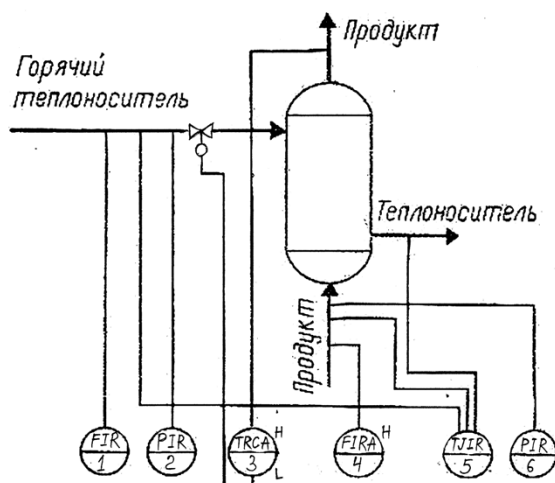 Продукт
Горячий
теплоноситель
Теплоноситель
Продукт
FIR
1
PIR
2
TRCA
3
H
L
FIRA
4
H
TJIR
5
PIR
6